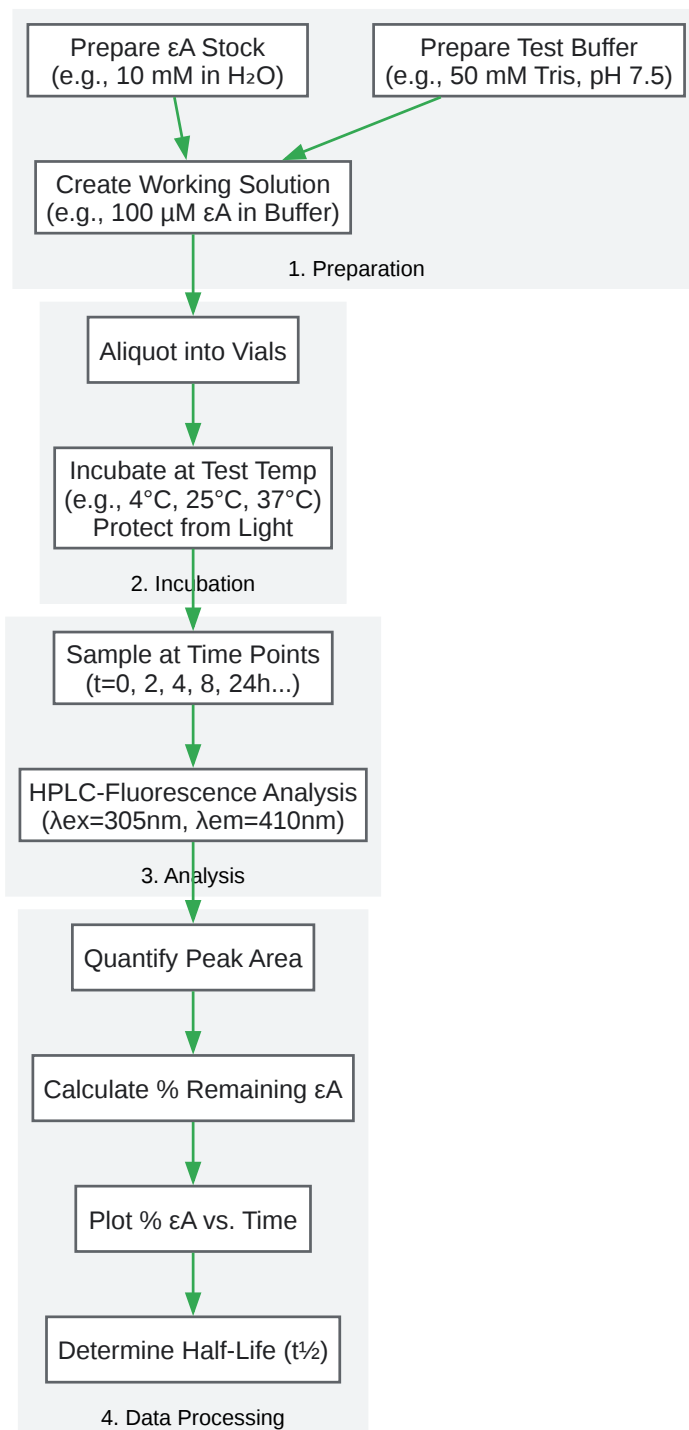 Prepare εA Stock
(e.g., 10 mM in H₂O)
Prepare Test Buffer
(e.g., 50 mM Tris, pH 7.5)
Create Working Solution
(e.g., 100 µM εA in Buffer)
1. Preparation
Aliquot into Vials
Incubate at Test Temp
(e.g., 4°C, 25°C, 37°C)
Protect from Light
2. Incubation
Sample at Time Points
(t=0, 2, 4, 8, 24h...)
HPLC-Fluorescence Analysis
(λex=305nm, λem=410nm)
3. Analysis
Quantify Peak Area
Calculate % Remaining εA
Plot % εA vs. Time
Determine Half-Life (t½)
4. Data Processing